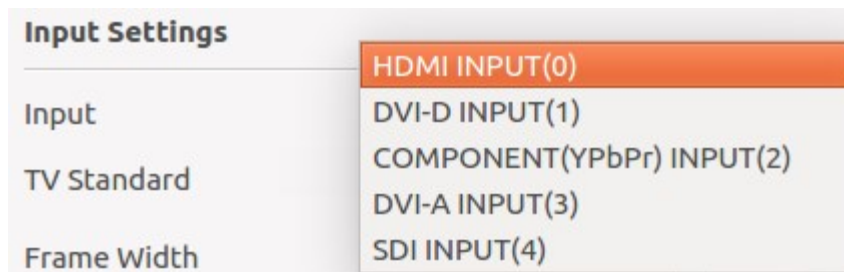 Input Settings
HDMI INPUT(0)
Input
DVI-D INPUT(1)
COMPONENT(YPbPr) INPUT(2)
TV Standard
DVI-A INPUT(3)
Frame Width
SDI INPUT(4)